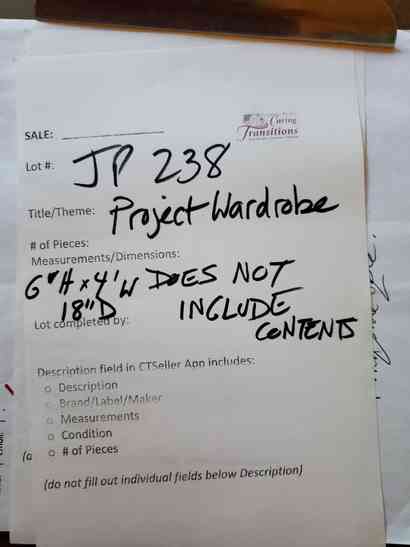 Caring
Transitions
SALE:
Lot #: JP 238
Title/Theme: Project Wardrobe
# of Pieces:
Measurements/Dimensions:
6'H x 4'W DOES NOT
18"D INCLUDE
Lot completed by: CONTENTS
Description field in CTSeller App includes:
o Description
o Brand/Label/Maker
o Measurements
o Condition
(a o # of Pieces
(do not fill out individual fields below Description)